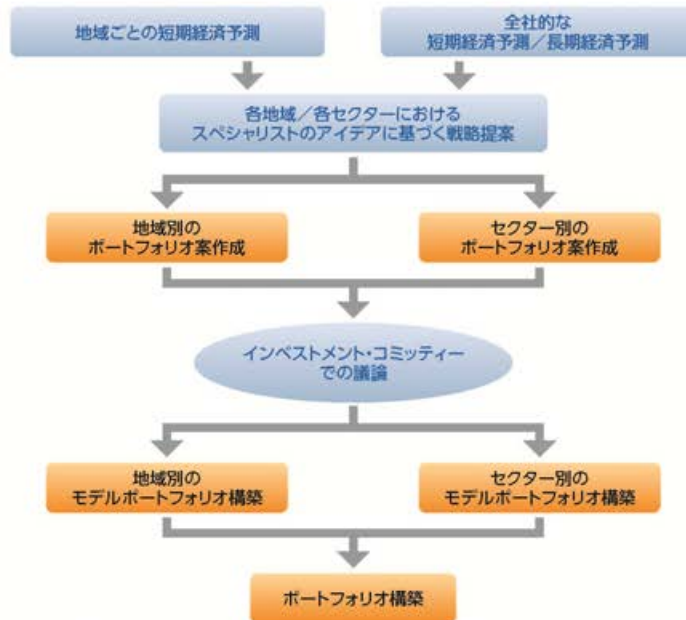 地域ごとの短期経済予測
全社的な
短期経済予測／長期経済予測
各地域／各セクターにおける
スペシャリストのアイデアに基づく戦略提案
地域別の
ポートフォリオ案作成
セクター別の
ポートフォリオ案作成
インベストメント・コミッティー
での議論
地域別の
モデルポートフォリオ構築
セクター別の
モデルポートフォリオ構築
ポートフォリオ構築